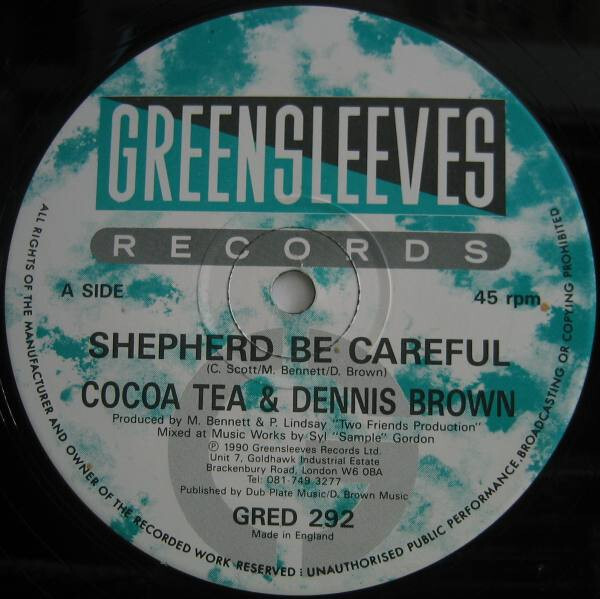 GREENSLEEVES
RECORDS
A SIDE
45 rpm
SHEPHERD BE CAREFUL
(C. Scott/M. Bennett/D. Brown)
COCOA TEA & DENNIS BROWN
Produced by M. Bennett & P. Lindsay "Two Friends Production"
Mixed at Music Works by Syl "Sample" Gordon
℗ 1990 Greensleeves Records Ltd.
Unit 7, Goldhawk Industrial Estate
Brackenbury Road, London W6 0BA
Tel: 081-749 3277
Published by Dub Plate Music/D. Brown Music
GRED 292
Made in England
ALL RIGHTS OF THE MANUFACTURER AND OWNER OF THE RECORDED WORK RESERVED : UNAUTHORISED PUBLIC PERFORMANCE, BROADCASTING OR COPYING PROHIBITED